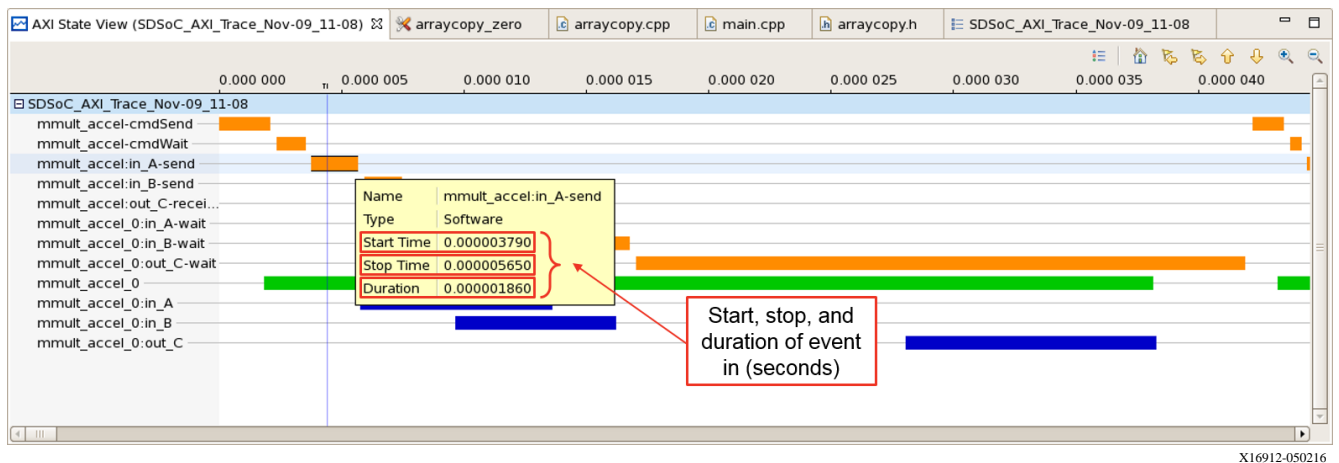 AXI State View (SDSoC_AXI_Trace_Nov-09_11-08) arraycopy_zero arraycopy.cpp main.cpp arraycopy.h SDSoC_AXI_Trace_Nov-09_11-08
0.000 000 0.000 005 0.000 010 0.000 015 0.000 020 0.000 025 0.000 030 0.000 035 0.000 040
SDSoC_AXI_Trace_Nov-09_11-08
mmult_accel-cmdSend
mmult_accel-cmdWait
mmult_accel:in_A-send
mmult_accel:in_B-send
mmult_accel:out_C-recei...
mmult_accel_0:in_A-wait
mmult_accel_0:in_B-wait
mmult_accel_0:out_C-wait
mmult_accel_0
mmult_accel_0:in_A
mmult_accel_0:in_B
mmult_accel_0:out_C
Name mmult_accel:in_A-send
Type Software
Start Time 0.000003790
Stop Time 0.000005650
Duration 0.000001860
Start, stop, and
duration of event
in (seconds)
X16912-050216